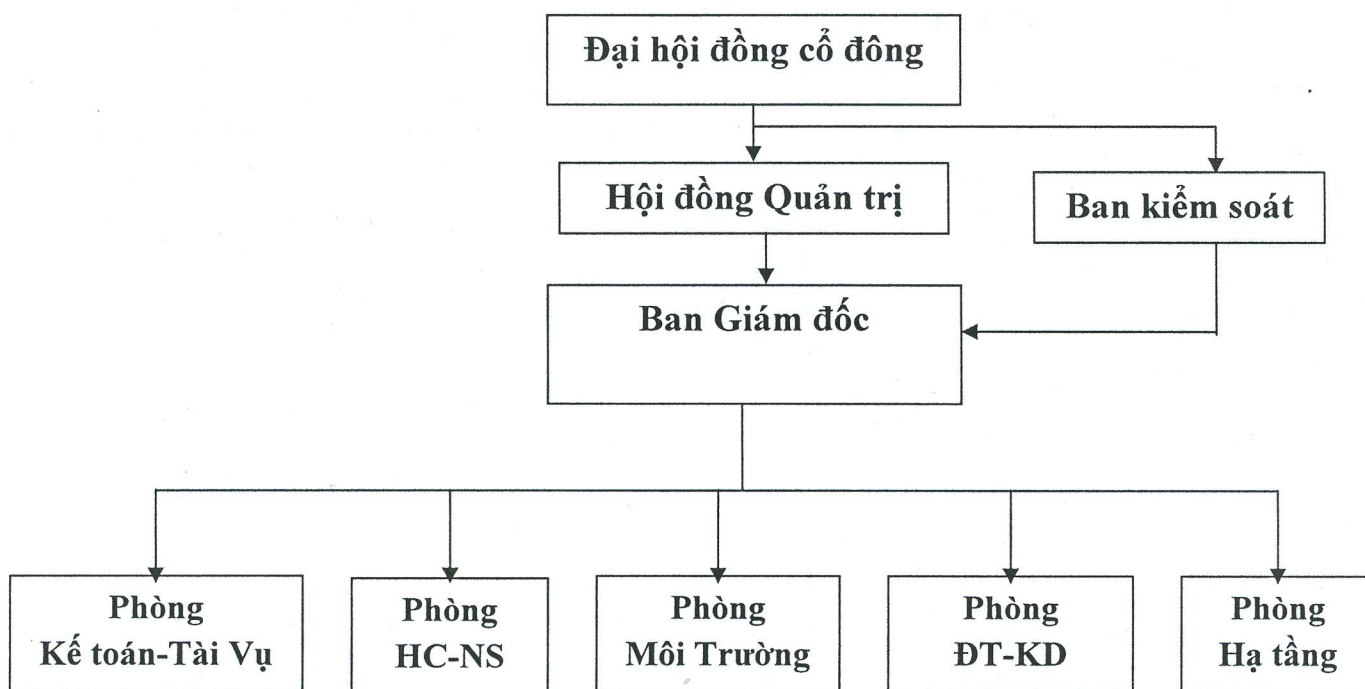 Đại hội đồng cổ đông
Hội đồng Quản trị
Ban kiểm soát
Ban Giám đốc
Phòng
Kế toán-Tài Vụ
Phòng
HC-NS
Phòng
Môi Trường
Phòng
ĐT-KD
Phòng
Hạ tầng